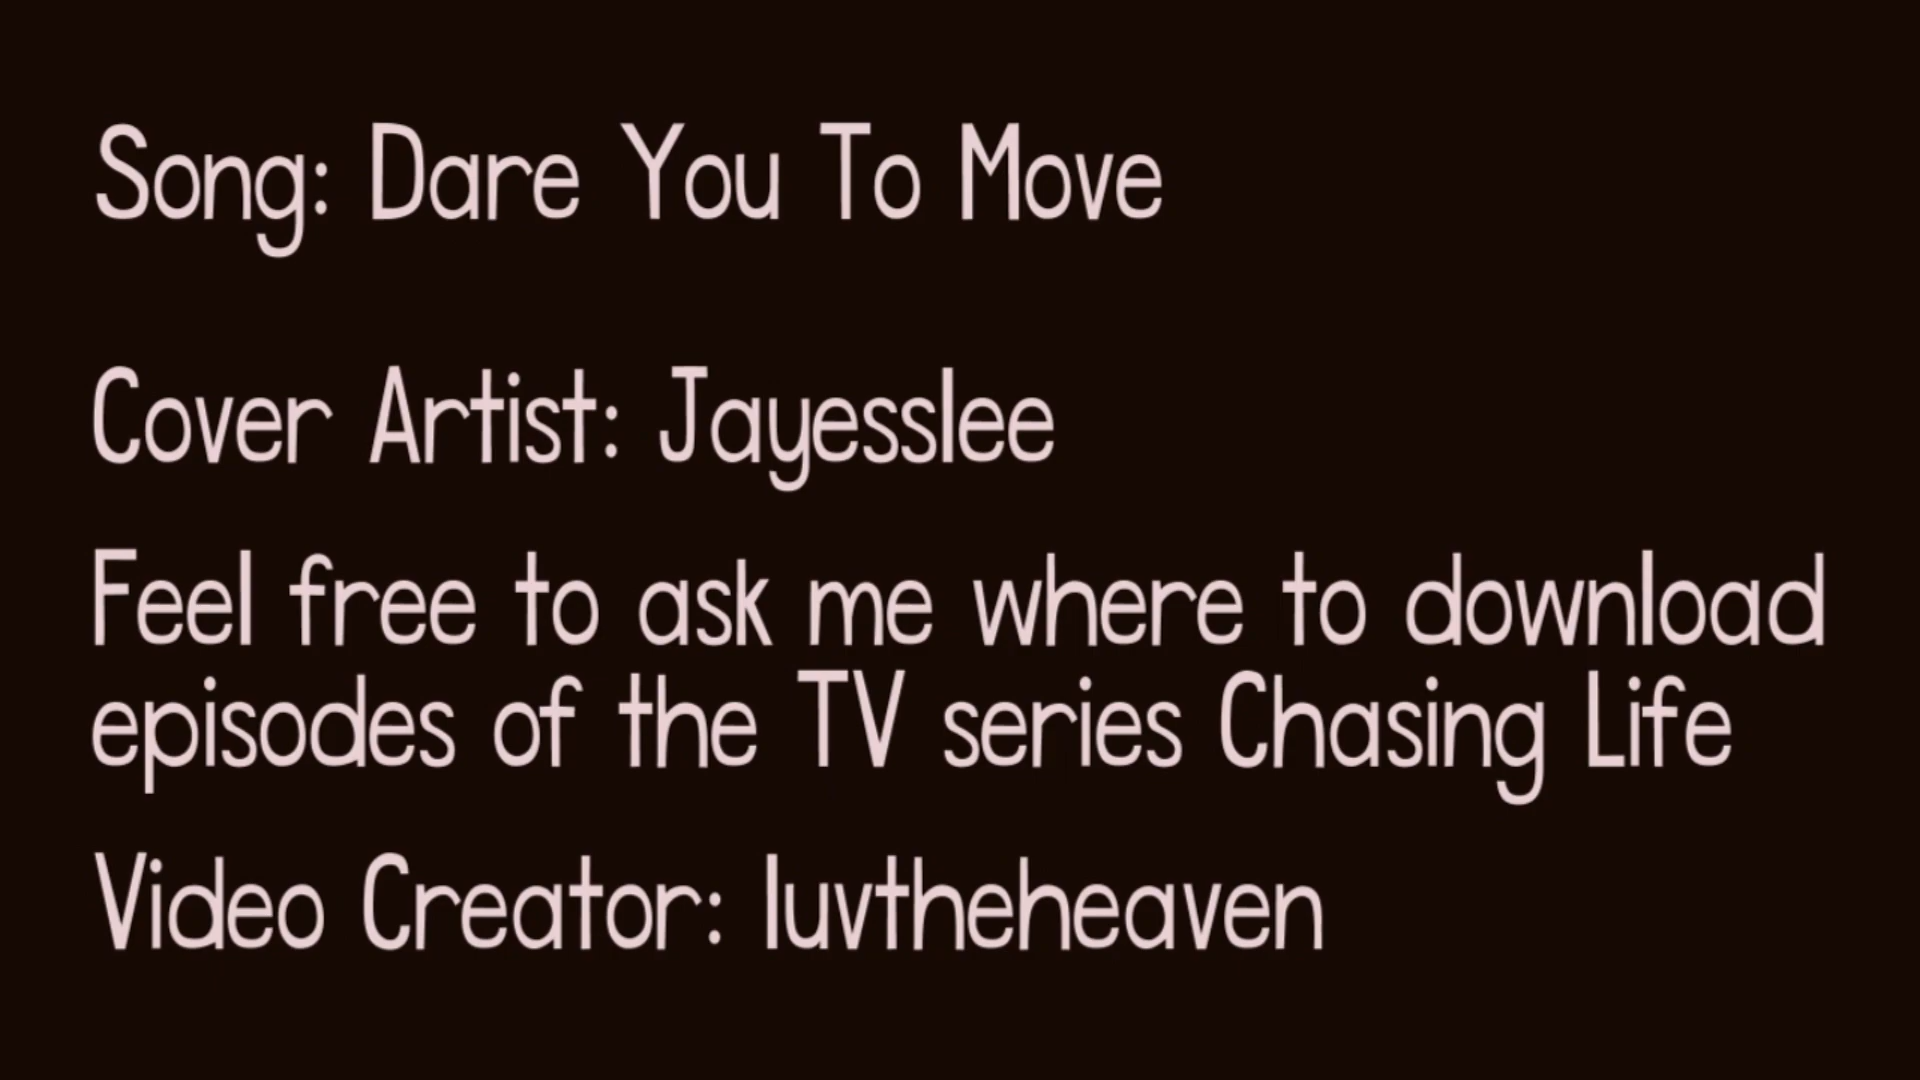 Song: Dare You To Move
Cover Artist: Jayesslee
Feel free to ask me where to download
episodes of the TV series Chasing Life
Video Creator: luvtheheaven